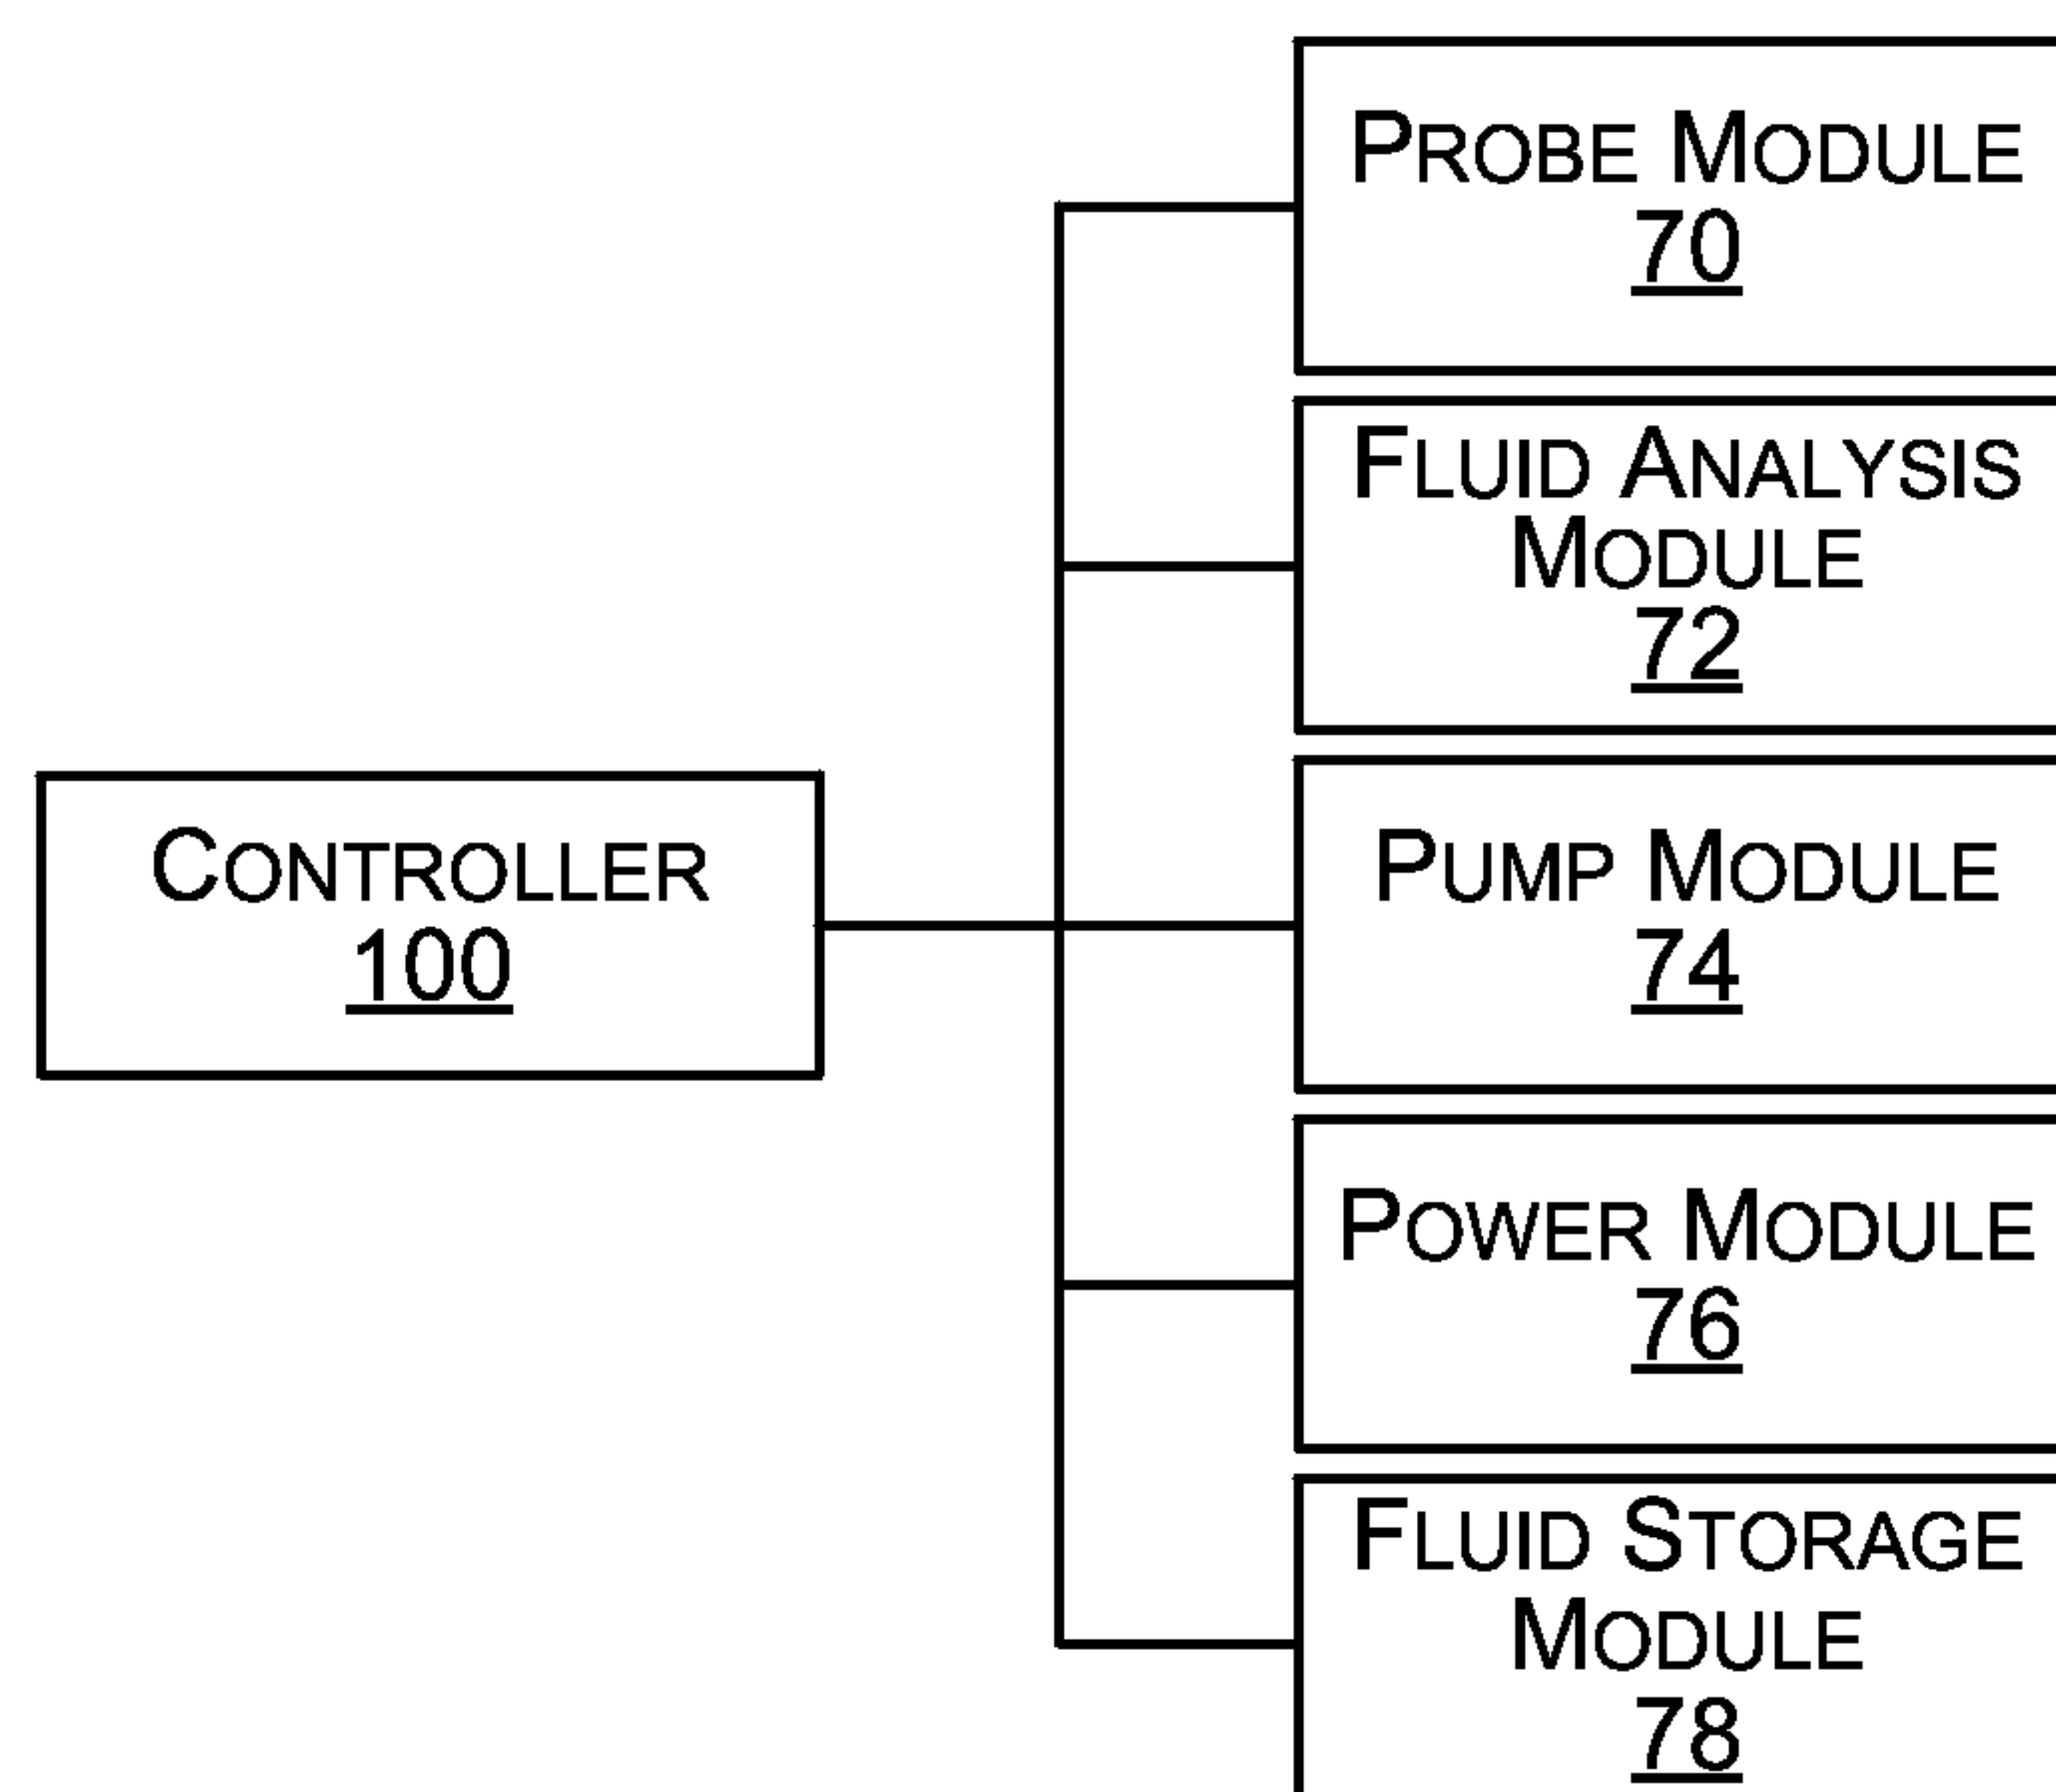 PROBE MODULE
70
FLUID ANALYSIS
MODULE
72
CONTROLLER
100
PUMP MODULE
74
POWER MODULE
76
FLUID STORAGE
MODULE
78